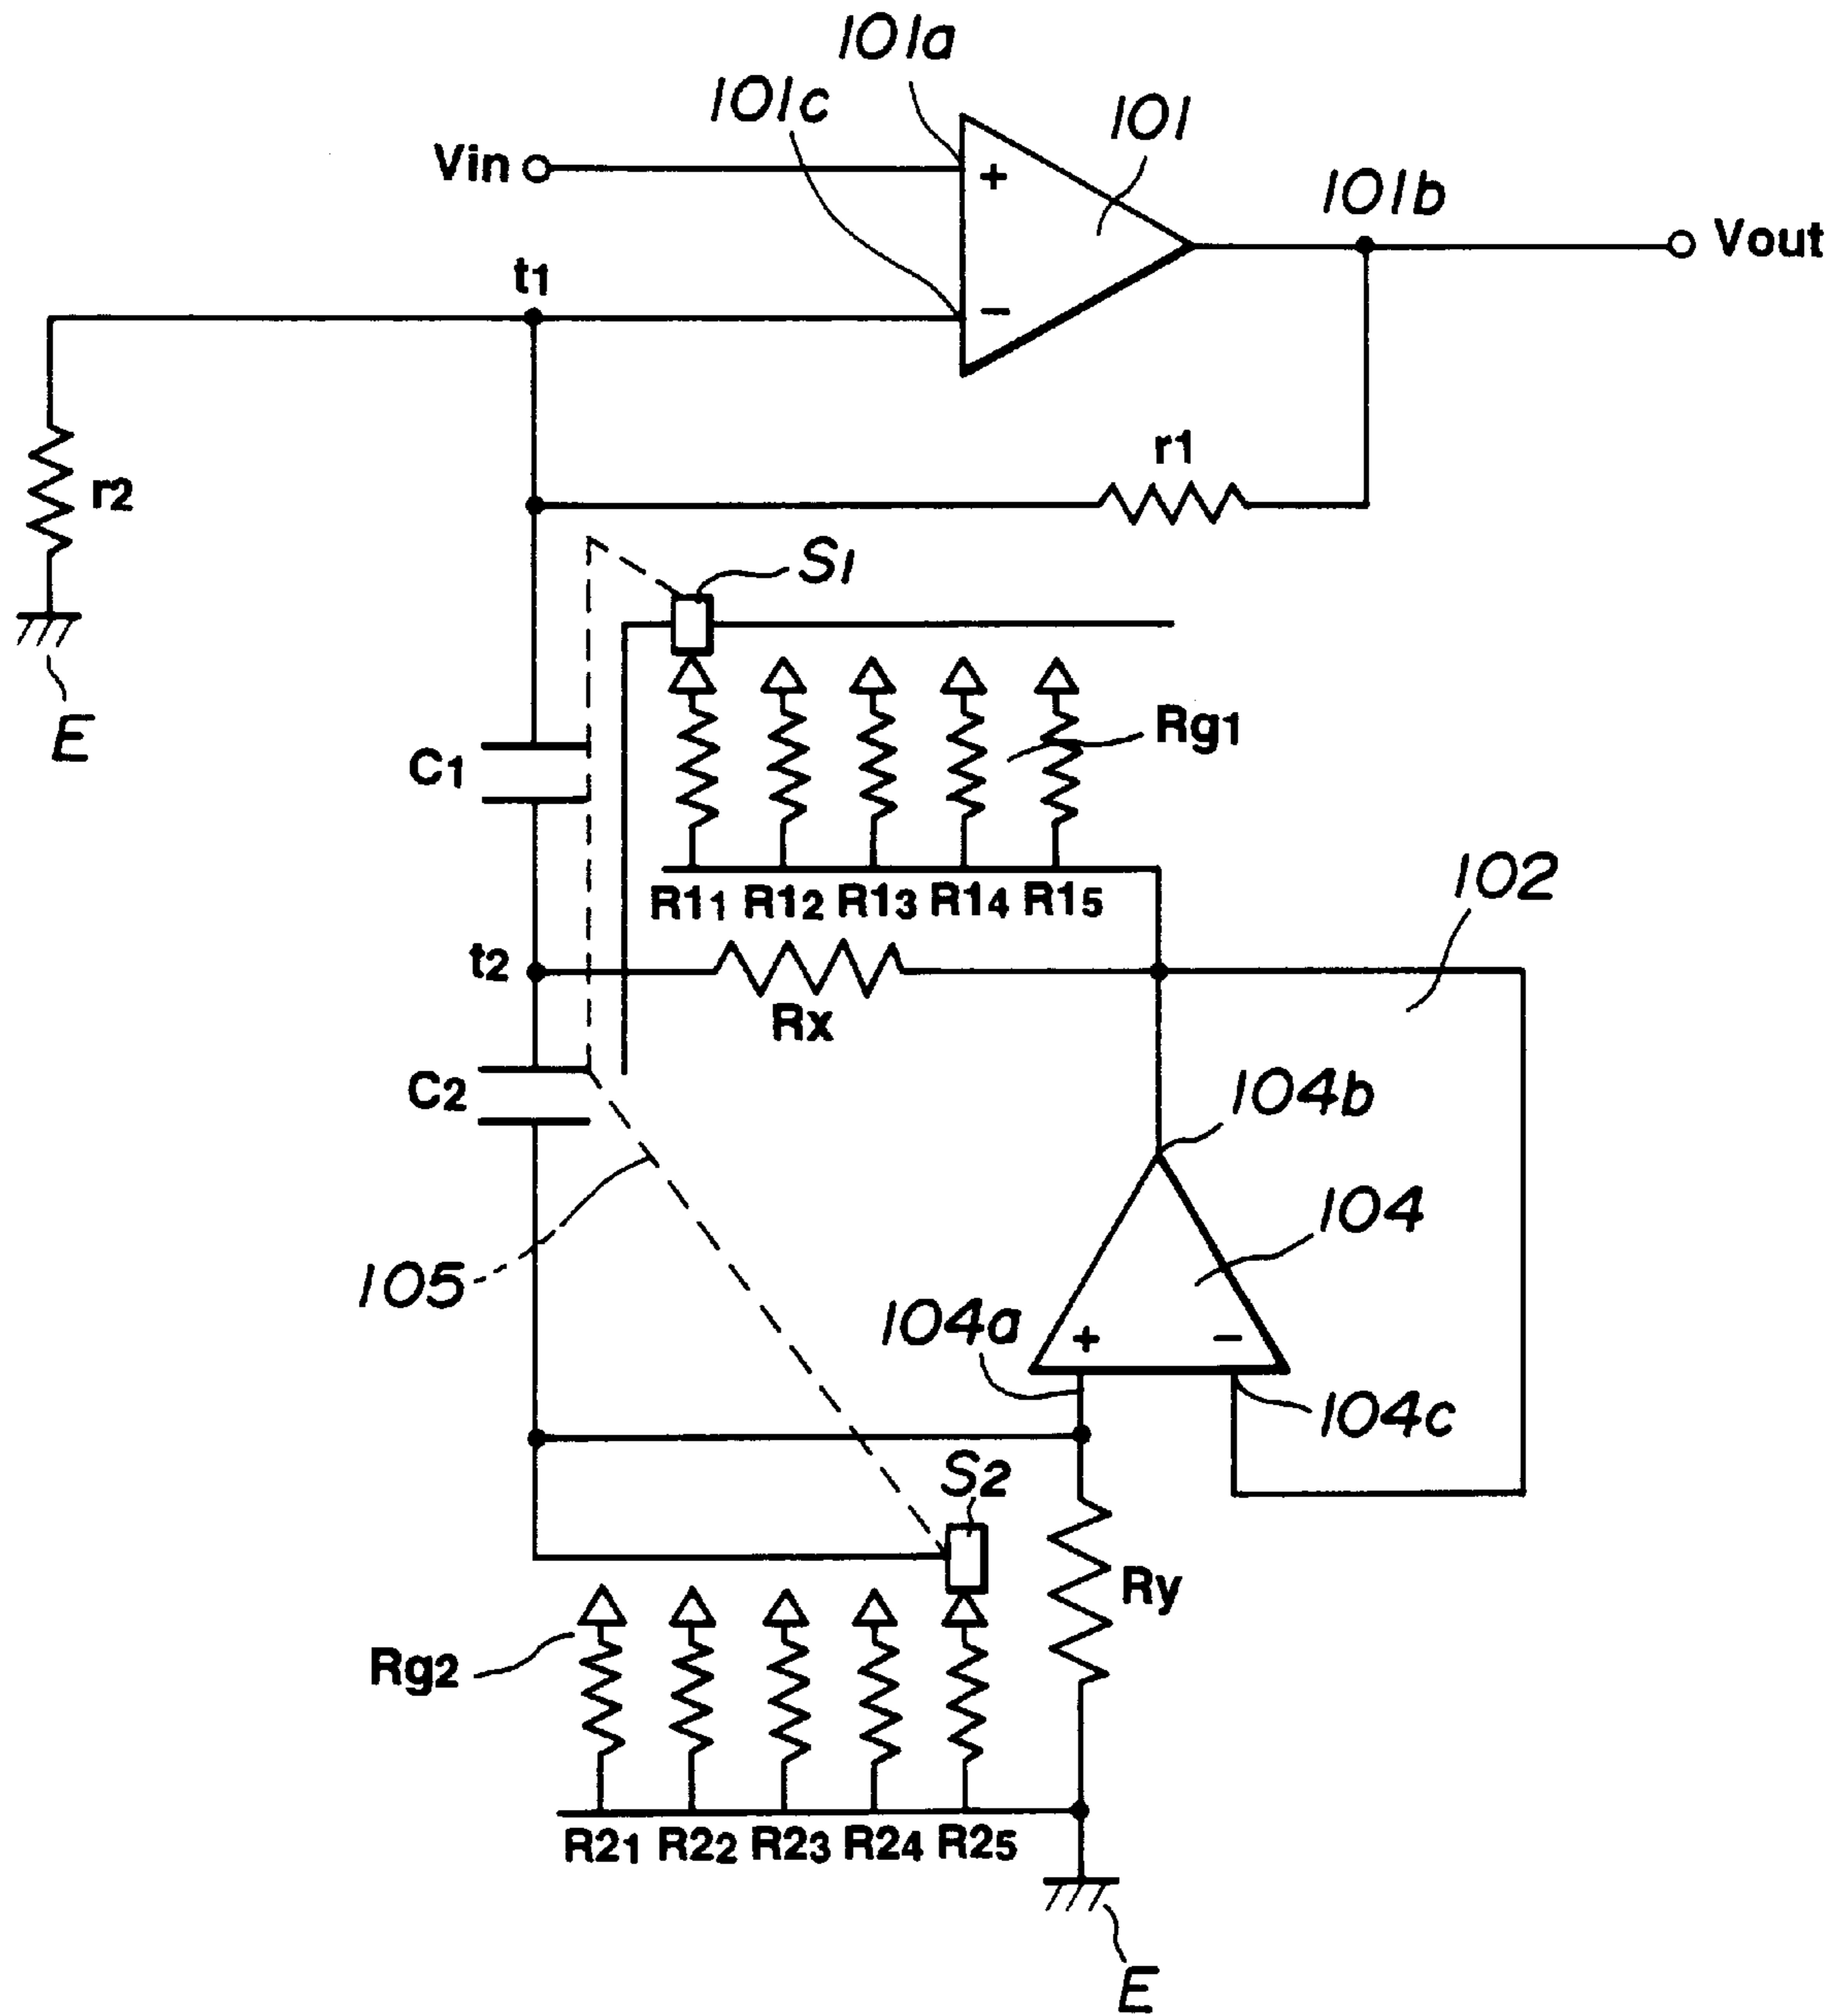 101a
101c
101
Vin
+
101b
Vout
t1
−
r1
r2
S1
E
Rg1
C1
R11 R12 R13 R14 R15
102
t2
Rx
C2
104b
104
105
104a
+
−
104c
S2
Ry
Rg2
R21 R22 R23 R24 R25
E